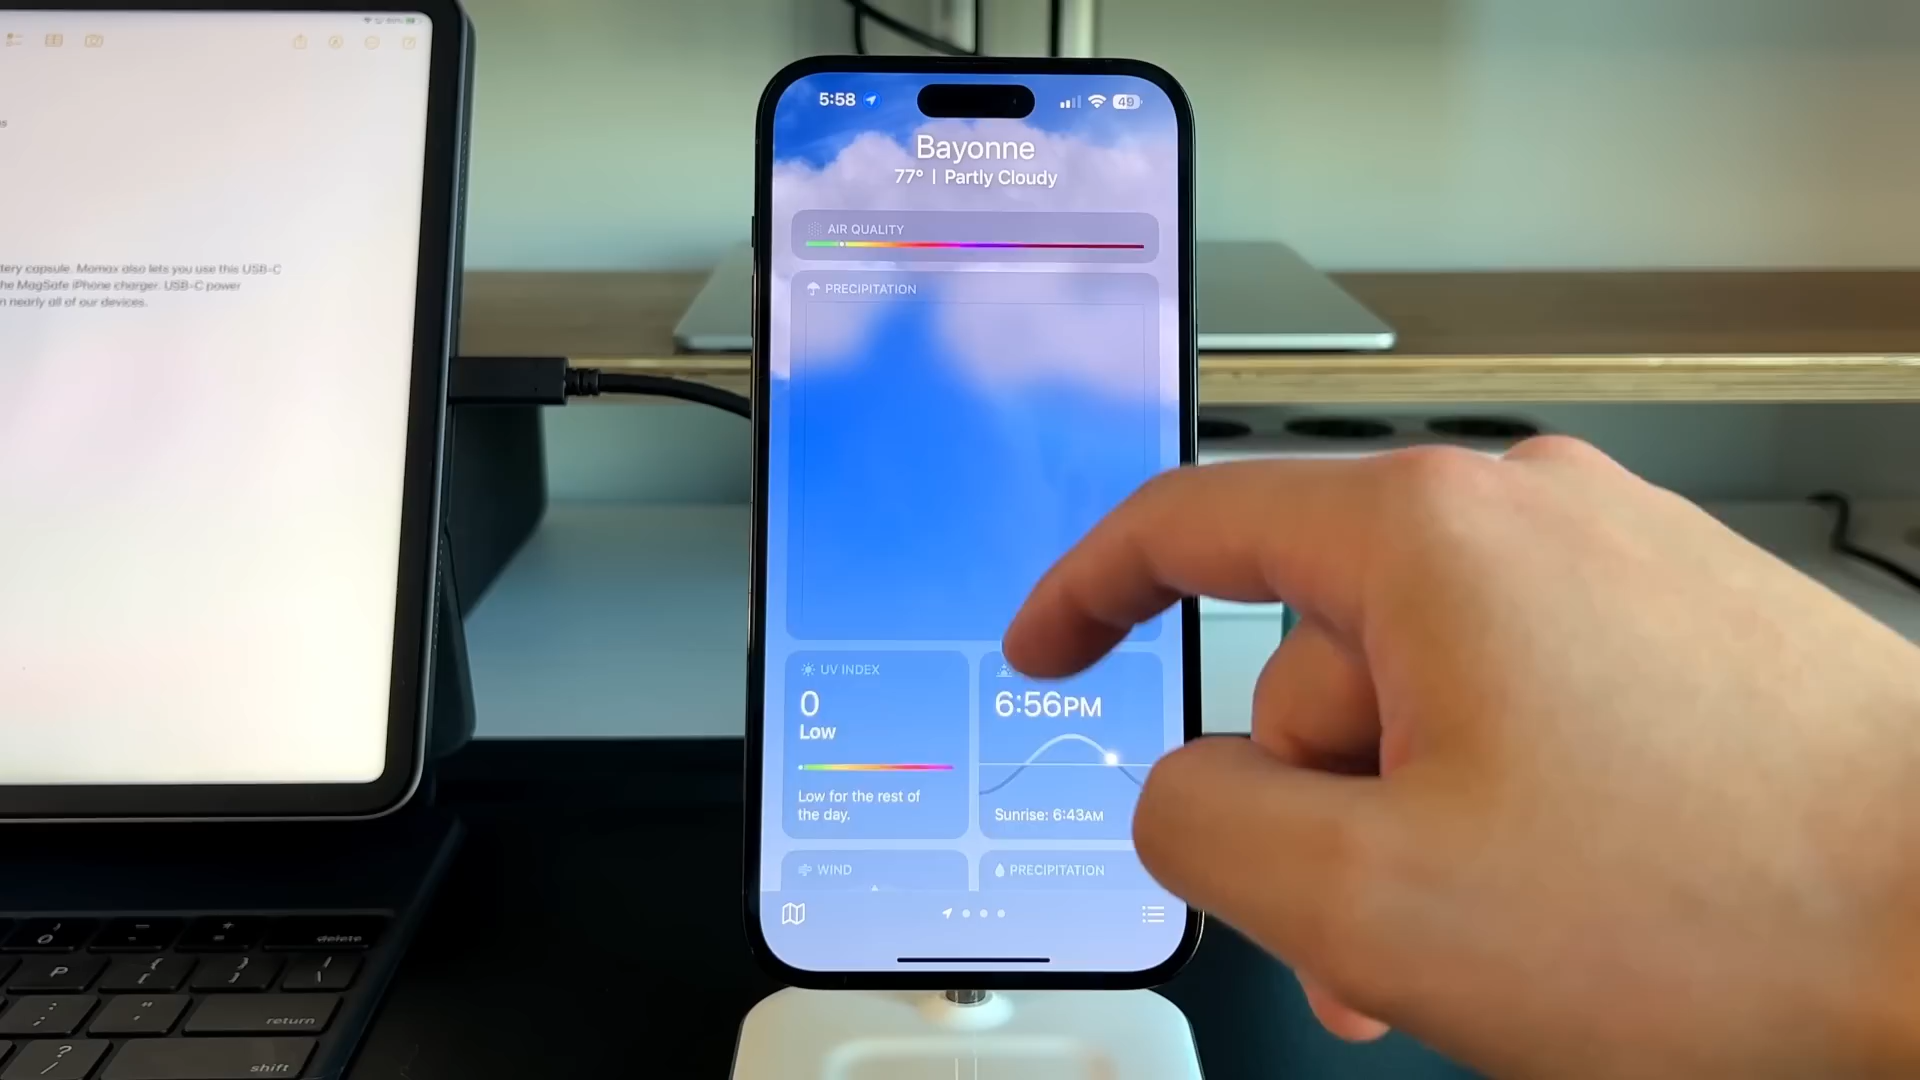 tery capsule. Momax also lets you use this USB-C
he MagSafe iPhone charger. USB-C power
n nearly all of our devices.
5:58
49
Bayonne
77° | Partly Cloudy
AIR QUALITY
PRECIPITATION
UV INDEX
0
Low
Low for the rest of
the day.
6:56PM
Sunrise: 6:43AM
WIND
PRECIPITATION
delete
P
return
shift